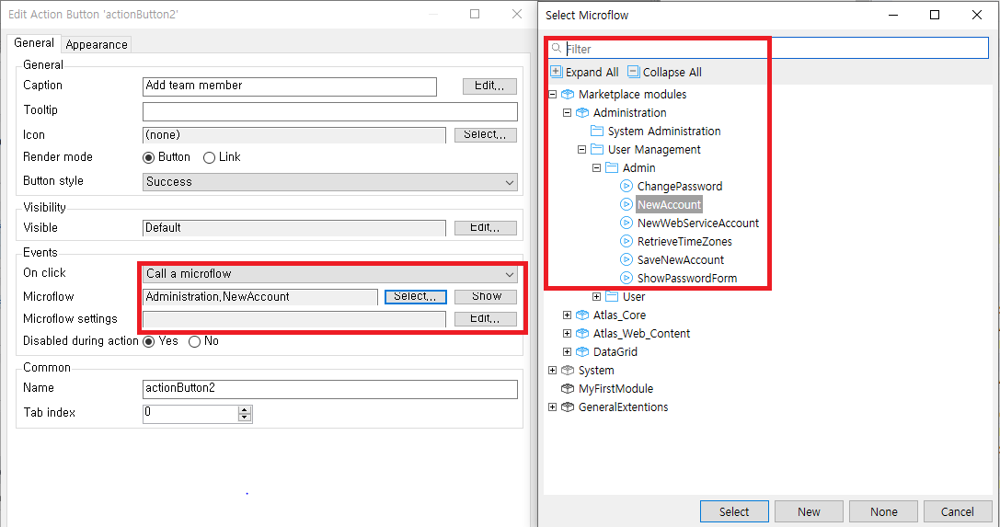 Edit Action Button 'actionButton2'
General Appearance
General
Caption Add team member Edit...
Tooltip
Icon (none) Select...
Render mode Button Link
Button style Success
Visibility
Visible Default Edit...
Events
On click Call a microflow
Microflow Administration.NewAccount Select... Show
Microflow settings Edit...
Disabled during action Yes No
Common
Name actionButton2
Tab index 0
Select Microflow
Filter
Expand All Collapse All
Marketplace modules
Administration
System Administration
User Management
Admin
ChangePassword
NewAccount
NewWebServiceAccount
RetrieveTimeZones
SaveNewAccount
ShowPasswordForm
User
Atlas_Core
Atlas_Web_Content
DataGrid
System
MyFirstModule
GeneralExtentions
Select New None Cancel